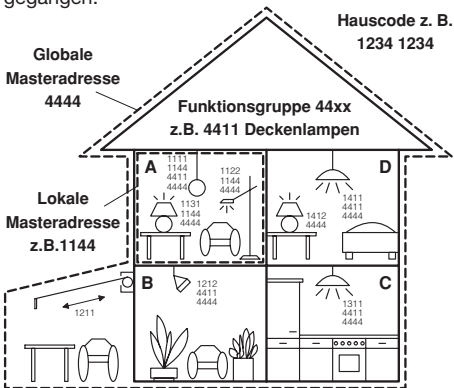 gegangen.
Hauscode z. B.
1234 1234
Globale
Masteradresse
4444
Funktionsgruppe 44xx
z.B. 4411 Deckenlampen
A
1111
1144
4411
4444
1122
1144
4444
1131
1144
4444
D
1411
4411
4444
1412
4444
Lokale
Masteradresse
z.B.1144
B
1212
4411
4444
C
1311
4411
4444
1211